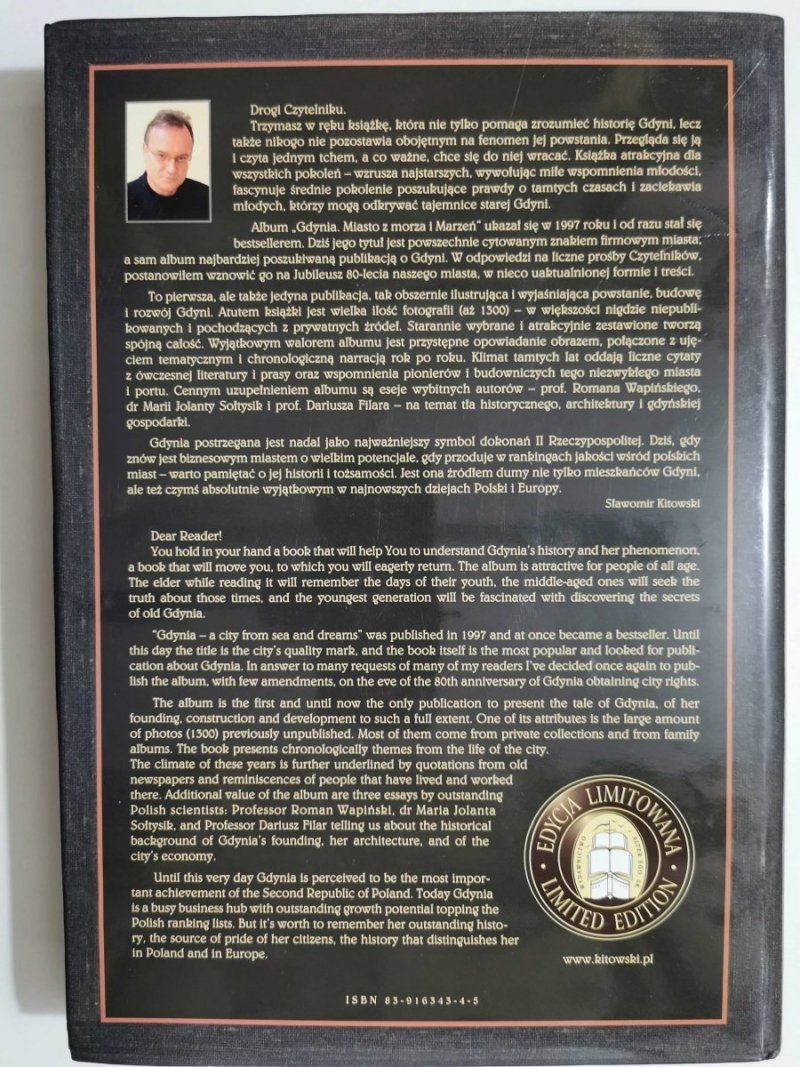 Drogi Czytelniku.
Trzymasz w ręku książkę, która nie tylko pomaga zrozumieć historię Gdyni, lecz
także nikogo nie pozostawia obojętnym na fenomen jej powstania. Przegląda się ją
i czyta jednym tchem, a co ważne, chce się do niej wracać. Książka atrakcyjna dla
wszystkich pokoleń – wzrusza najstarszych, wywołując miłe wspomnienia młodości,
fascynuje średnie pokolenie poszukujące prawdy o tamtych czasach i zaciekawia
młodych, którzy mogą odkrywać tajemnice starej Gdyni.
Album „Gdynia. Miasto z morza i Marzeń" ukazał się w 1997 roku i od razu stał się
bestsellerem. Dziś jego tytuł jest powszechnie cytowanym znakiem firmowym miasta,
a sam album najbardziej poszukiwaną publikacją o Gdyni. W odpowiedzi na liczne prośby Czytelników,
postanowiłem wznowić go na Jubileusz 80-lecia naszego miasta, w nieco uaktualnionej formie i treści.
To pierwsza, ale także jedyna publikacja, tak obszernie ilustrująca i wyjaśniająca powstanie, budowę
i rozwój Gdyni. Atutem książki jest wielka ilość fotografii (aż 1300) – w większości nigdzie niepubli-
kowanych i pochodzących z prywatnych źródeł. Starannie wybrane i atrakcyjnie zestawione tworzą
spójną całość. Wyjątkowym walorem albumu jest przystępne opowiadanie obrazem, połączone z uję-
ciem tematycznym i chronologiczną narracją rok po roku. Klimat tamtych lat oddają liczne cytaty
z ówczesnej literatury i prasy oraz wspomnienia pionierów i budowniczych tego niezwykłego miasta
i portu. Cennym uzupełnieniem albumu są eseje wybitnych autorów – prof. Romana Wapińskiego,
dr Marii Jolanty Sołtysik i prof. Dariusza Filara – na temat tła historycznego, architektury i gdyńskiej
gospodarki.
Gdynia postrzegana jest nadal jako najważniejszy symbol dokonań II Rzeczypospolitej. Dziś, gdy
znów jest biznesowym miastem o wielkim potencjale, gdy przoduje w rankingach jakości wśród polskich
miast – warto pamiętać o jej historii i tożsamości. Jest ona źródłem dumy nie tylko mieszkańców Gdyni,
ale też czymś absolutnie wyjątkowym w najnowszych dziejach Polski i Europy.
Sławomir Kitowski
Dear Reader!
You hold in your hand a book that will help You to understand Gdynia's history and her phenomenon,
a book that will move you, to which you will eagerly return. The album is attractive for people of all age.
The elder while reading it will remember the days of their youth, the middle-aged ones will seek the
truth about those times, and the youngest generation will be fascinated with discovering the secrets
of old Gdynia.
"Gdynia – a city from sea and dreams" was published in 1997 and at once became a bestseller. Until
this day the title is the city's quality mark, and the book itself is the most popular and looked for publi-
cation about Gdynia. In answer to many requests of many of my readers I've decided once again to pub-
lish the album, with few amendments, on the eve of the 80th anniversary of Gdynia obtaining city rights.
The album is the first and until now the only publication to present the tale of Gdynia, of her
founding, construction and development to such a full extent. One of its attributes is the large amount
of photos (1300) previously unpublished. Most of them come from private collections and from family
albums. The book presents chronologically themes from the life of the city.
The climate of these years is further underlined by quotations from old
newspapers and reminiscences of people that have lived and worked
there. Additional value of the album are three essays by outstanding
Polish scientists: Professor Roman Wapiński, dr Maria Jolanta
Sołtysik, and Professor Dariusz Filar telling us about the historical
background of Gdynia's founding, her architecture, and of the
city's economy.
Until this very day Gdynia is perceived to be the most impor-
tant achievement of the Second Republic of Poland. Today Gdynia
is a busy business hub with outstanding growth potential topping the
Polish ranking lists. But it's worth to remember her outstanding histo-
ry, the source of pride of her citizens, the history that distinguishes her
in Poland and in Europe.
EDYCJA LIMITOWANA
LIMITED EDITION
WYDAWNICTWO
ALTER EGO
www.kitowski.pl
ISBN 83-916343-4-5